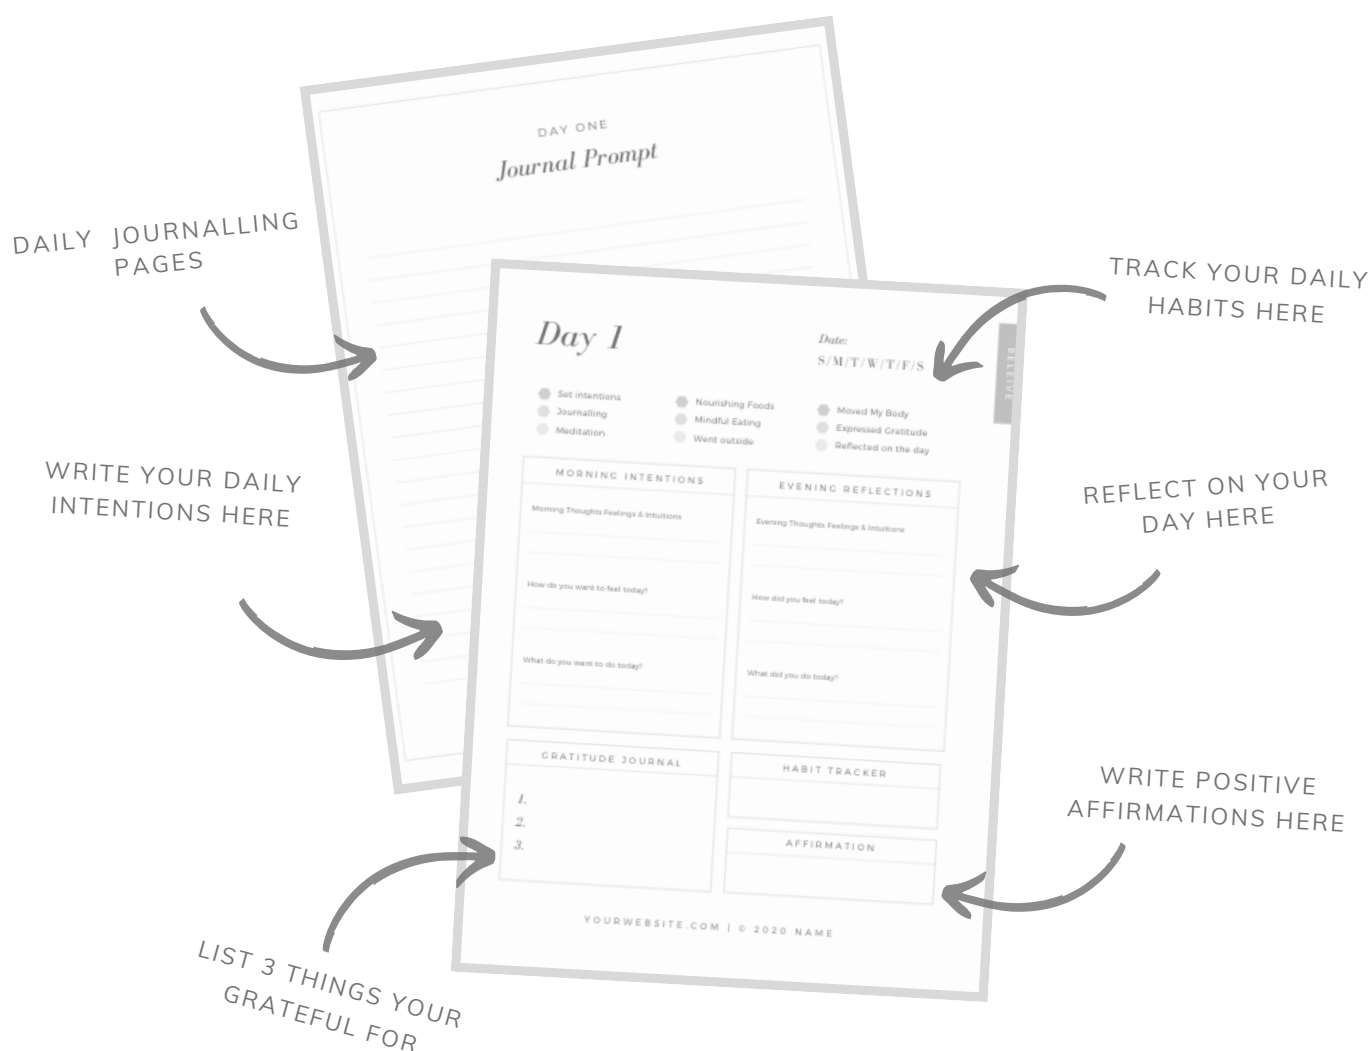 DAY ONE
Journal Prompt
DAILY JOURNALLING
PAGES
TRACK YOUR DAILY
HABITS HERE
WRITE YOUR DAILY
INTENTIONS HERE
REFLECT ON YOUR
DAY HERE
WRITE POSITIVE
AFFIRMATIONS HERE
LIST 3 THINGS YOUR
GRATEFUL FOR
Day 1
Date:
S/M/T/W/T/F/S
BELEIVE
Set intentions
Journalling
Meditation
Nourishing Foods
Mindful Eating
Went outside
Moved My Body
Expressed Gratitude
Reflected on the day
MORNING INTENTIONS
Morning Thoughts Feelings & Intuitions
How do you want to feel today?
What do you want to do today?
EVENING REFLECTIONS
Evening Thoughts Feelings & Intuitions
How did you feel today?
What did you do today?
GRATITUDE JOURNAL
1.
2.
3.
HABIT TRACKER
AFFIRMATION
YOURWEBSITE.COM | © 2020 NAME